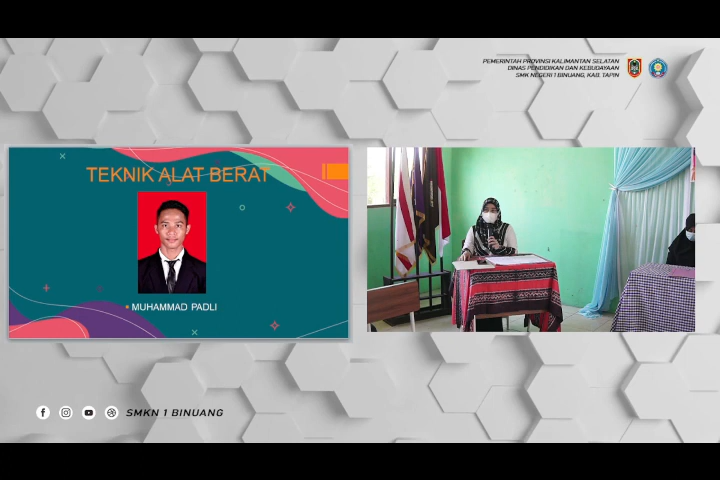 PEMERINTAH PROVINSI KALIMANTAN SELATAN
DINAS PENDIDIKAN DAN KEBUDAYAAN
SMK NEGERI 1 BINUANG, KAB. TAPIN
TEKNIK ALAT BERAT
MUHAMMAD PADLI
SMKN 1 BINUANG